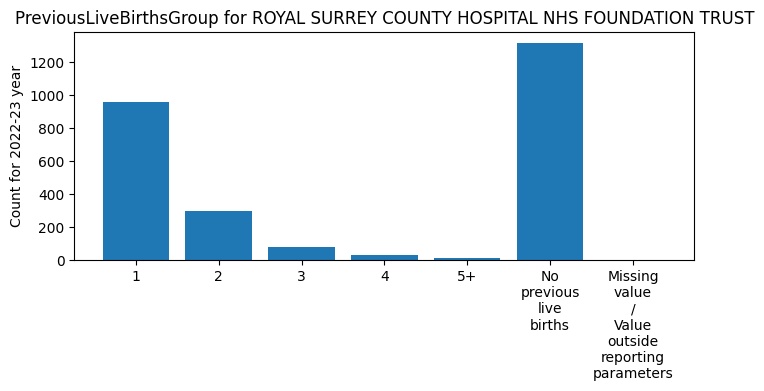 PreviousLiveBirthsGroup for ROYAL SURREY COUNTY HOSPITAL NHS FOUNDATION TRUST
Count for 2022-23 year
1200
1000
800
600
400
200
0
1
2
3
4
5+
No
previous
live
births
Missing
value
/
Value
outside
reporting
parameters